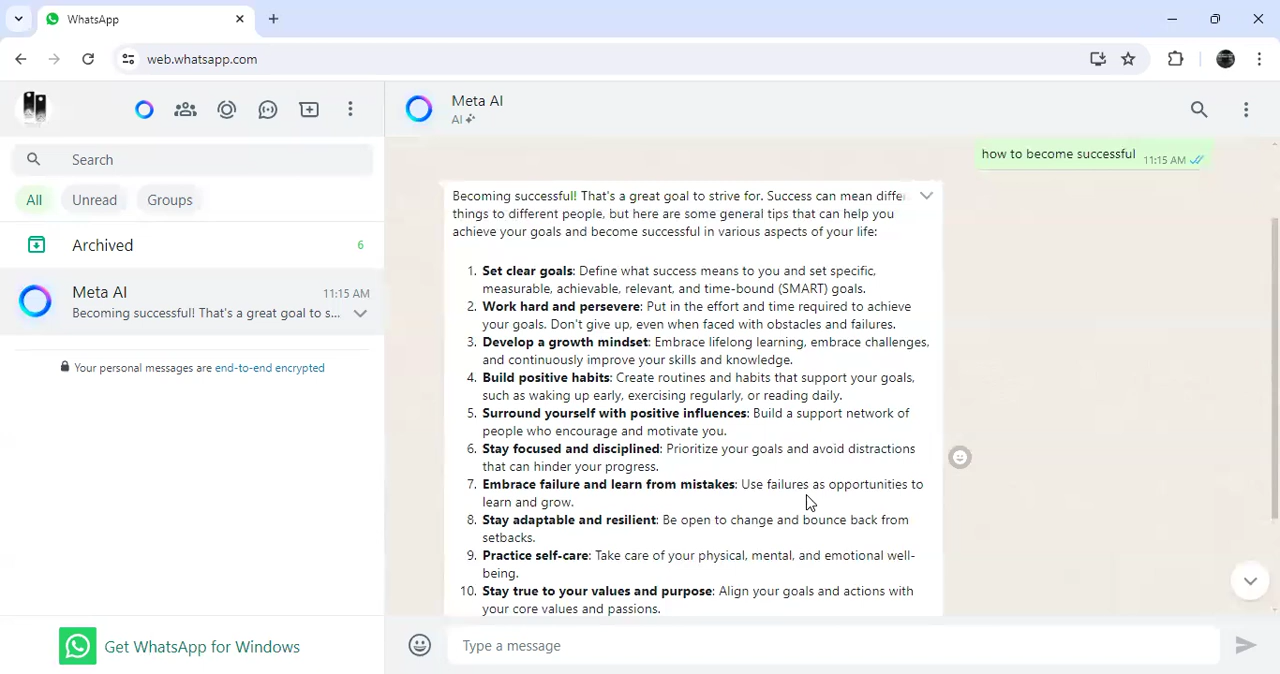 WhatsApp
web.whatsapp.com
Meta AI
AI
Search
All
Unread
Groups
Archived
6
Meta AI
11:15 AM
Becoming successful! That's a great goal to s...
Your personal messages are end-to-end encrypted
Get WhatsApp for Windows
how to become successful
11:15 AM
Becoming successful! That's a great goal to strive for. Success can mean diffe
things to different people, but here are some general tips that can help you
achieve your goals and become successful in various aspects of your life:
1. Set clear goals: Define what success means to you and set specific,
measurable, achievable, relevant, and time-bound (SMART) goals.
2. Work hard and persevere: Put in the effort and time required to achieve
your goals. Don't give up, even when faced with obstacles and failures.
3. Develop a growth mindset: Embrace lifelong learning, embrace challenges,
and continuously improve your skills and knowledge.
4. Build positive habits: Create routines and habits that support your goals,
such as waking up early, exercising regularly, or reading daily.
5. Surround yourself with positive influences: Build a support network of
people who encourage and motivate you.
6. Stay focused and disciplined: Prioritize your goals and avoid distractions
that can hinder your progress.
7. Embrace failure and learn from mistakes: Use failures as opportunities to
learn and grow.
8. Stay adaptable and resilient: Be open to change and bounce back from
setbacks.
9. Practice self-care: Take care of your physical, mental, and emotional well-
being.
10. Stay true to your values and purpose: Align your goals and actions with
your core values and passions.
Type a message